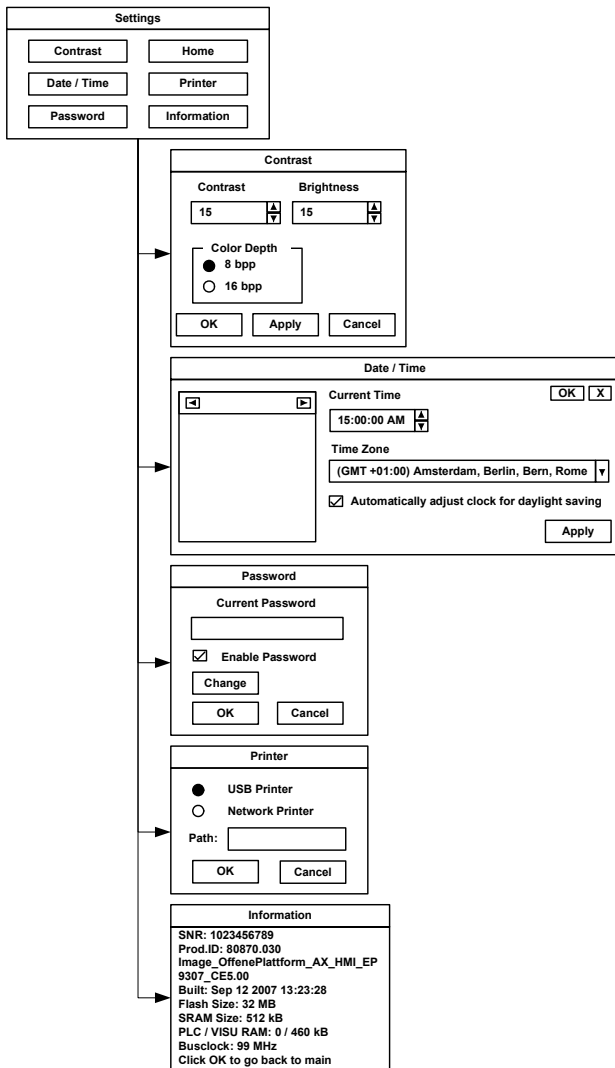 Settings
Contrast Home
Date / Time Printer
Password Information
Contrast
Contrast Brightness
15 15
Color Depth
8 bpp
16 bpp
OK Apply Cancel
Date / Time
Current Time OK X
15:00:00 AM
Time Zone
(GMT +01:00) Amsterdam, Berlin, Bern, Rome
Automatically adjust clock for daylight saving
Apply
Password
Current Password
Enable Password
Change
OK Cancel
Printer
USB Printer
Network Printer
Path:
OK Cancel
Information
SNR: 1023456789
Prod.ID: 80870.030
Image_OffenePlattform_AX_HMI_EP
9307_CE5.00
Built: Sep 12 2007 13:23:28
Flash Size: 32 MB
SRAM Size: 512 kB
PLC / VISU RAM: 0 / 460 kB
Busclock: 99 MHz
Click OK to go back to main